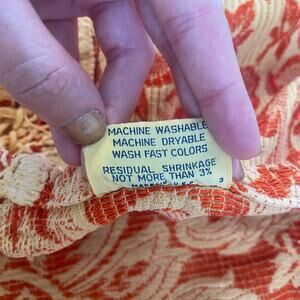 MACHINE WASHABLE
MACHINE DRYABLE
WASH FAST COLORS
RESIDUAL SHRINKAGE
NOT MORE THAN 3%